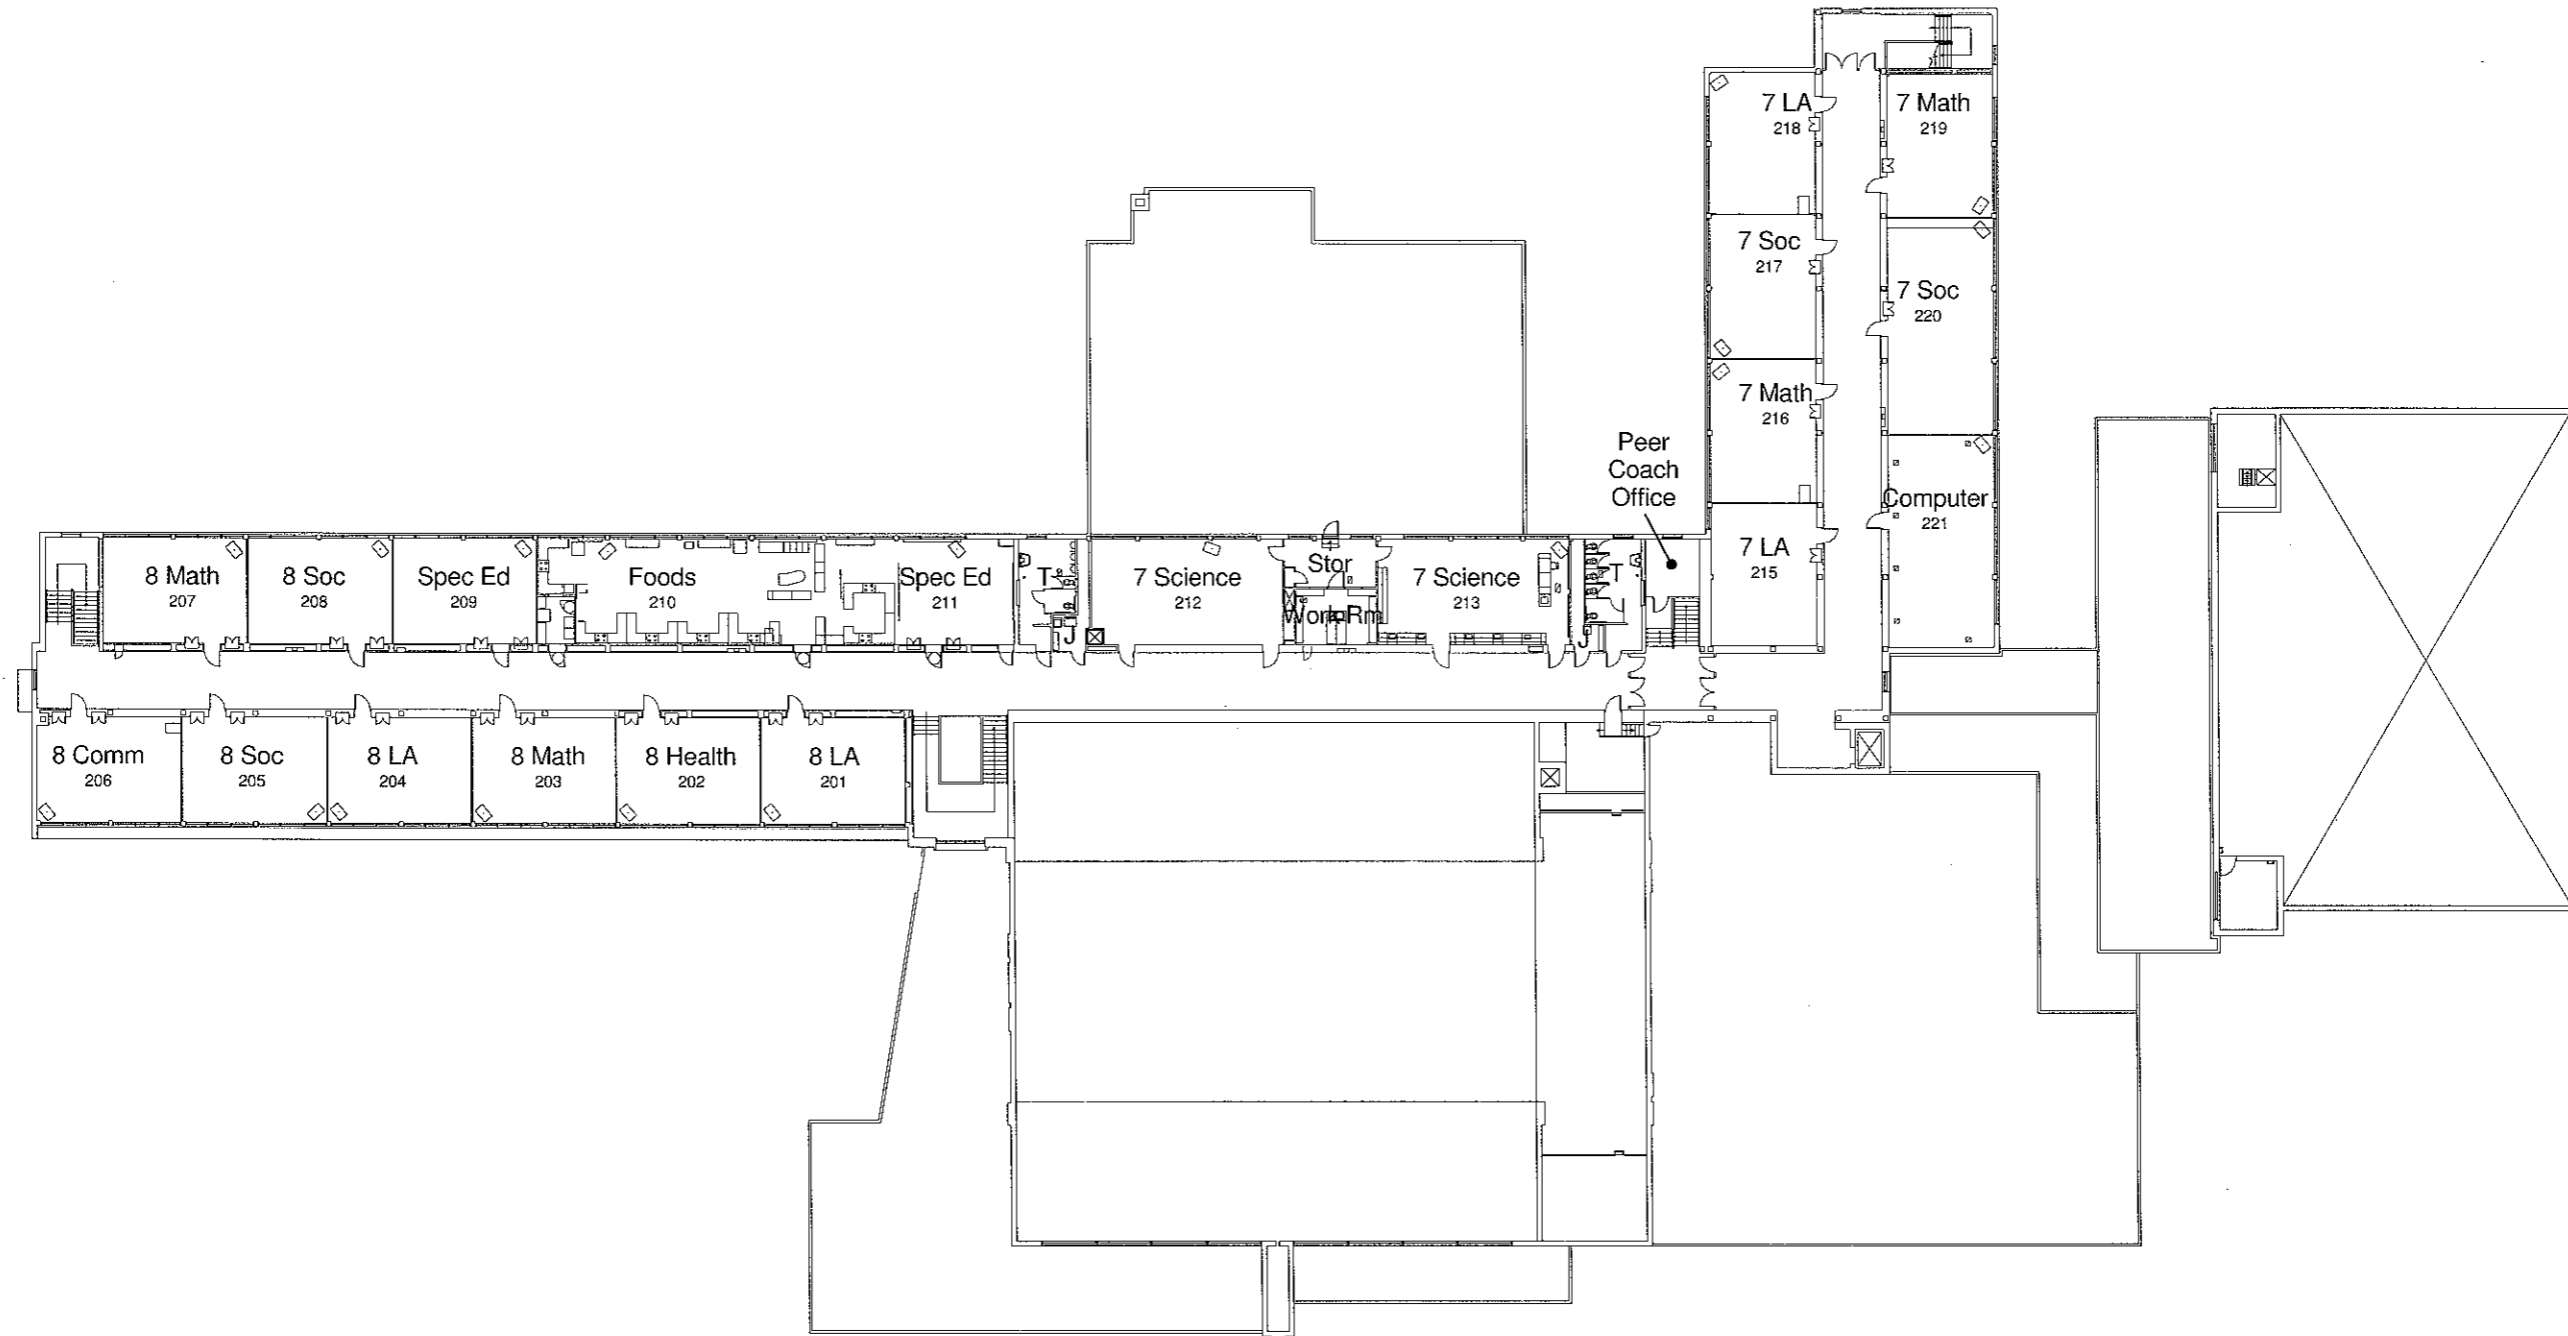 7 LA
218
7 Math
219
7 Soc
217
7 Soc
220
7 Math
216
Peer
Coach
Office
Computer
221
7 LA
215
8 Math
207
8 Soc
208
Spec Ed
209
Foods
210
Spec Ed
211
T
J
7 Science
212
Stor
Work Rm
7 Science
213
T
J
8 Comm
206
8 Soc
205
8 LA
204
8 Math
203
8 Health
202
8 LA
201